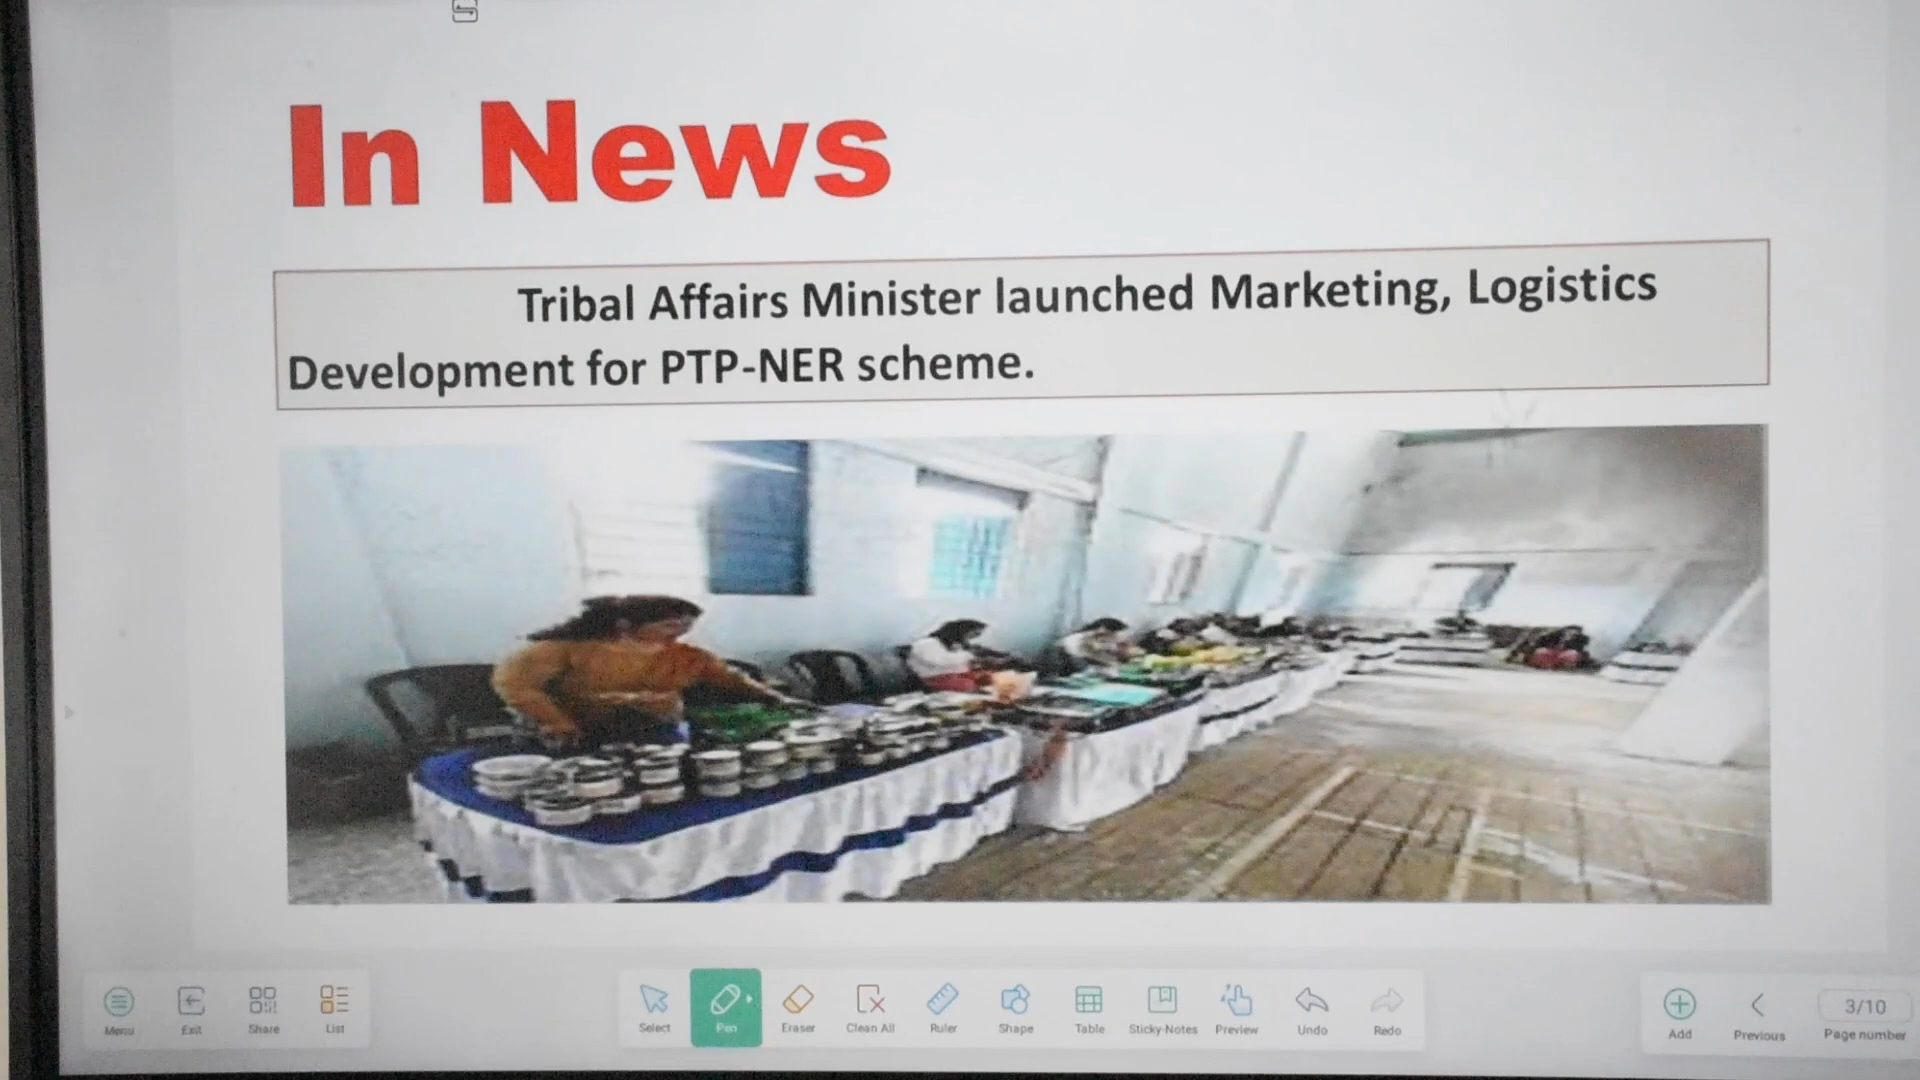 In News
Tribal Affairs Minister launched Marketing, Logistics
Development for PTP-NER scheme.
Menu
Exit
Share
List
Select
Pen
Eraser
Clean All
Ruler
Shape
Table
Sticky-Notes
Preview
Undo
Redo
Add
Previous
3/10
Page number